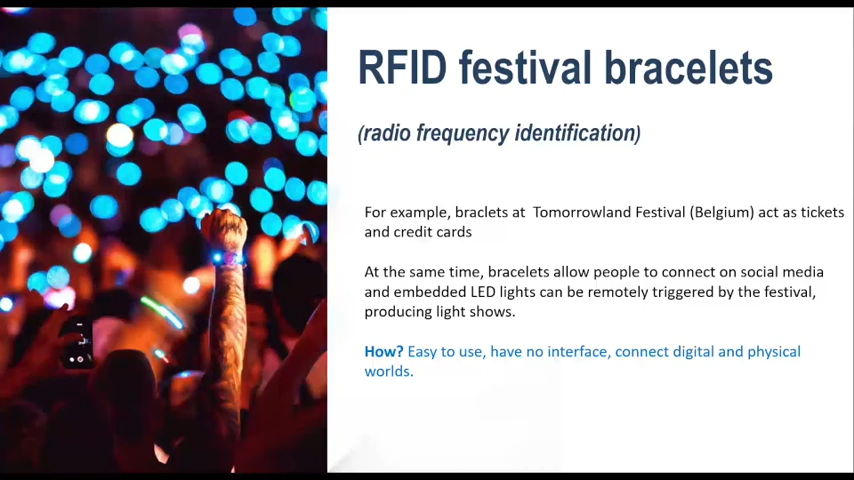 RFID festival bracelets
(radio frequency identification)
For example, braclets at Tomorrowland Festival (Belgium) act as tickets
and credit cards
At the same time, bracelets allow people to connect on social media
and embedded LED lights can be remotely triggered by the festival,
producing light shows.
How? Easy to use, have no interface, connect digital and physical
worlds.